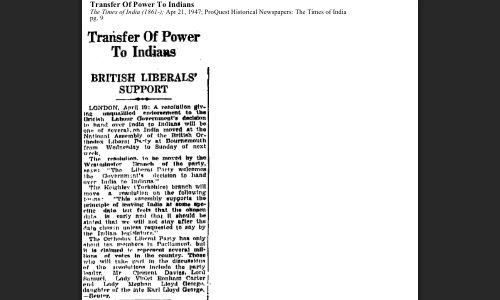 Transfer Of Power To Indians
The Times of India (1861-); Apr 21, 1947; ProQuest Historical Newspapers: The Times of India
pg. 9
Transfer Of Power
To Indians
BRITISH LIBERALS'
SUPPORT
LONDON, April 19: A resolution giv-
ing unqualified endorsement to the
British Labour Government's decision
to hand over India to Indians will be
one of several on India moved at the
National Assembly of the British Or-
thodox Liberal Party at Bournemouth
from Wednesday to Sunday of next
week.
The resolution, to be moved by the
Westminster Branch of the party,
says: "The Liberal Party welcomes
the Government's decision to hand
over India to Indians."
The Keighley (Yorkshire) branch will
move a resolution on the following
"This assembly supports the
principle of leaving India at some spe-
cific date but feels that the chosen
date is early and that it should be
stated that we will not stay after the
date chosen unless requested to say by
the Indian legislature."
The Orthodox Liberal Party has only
about ten members in Parliament, but
it is claimed to represent several mil-
lions of votes in the country. Those
who will take part in the discussion
of the resolutions include the party
leader, Mr. Clement Davies, Lord
Samuel, Lady Violet Bonham Carter
and Lady Meghan Lloyd George,
daughter of the late Earl Lloyd George.
—Reuter.